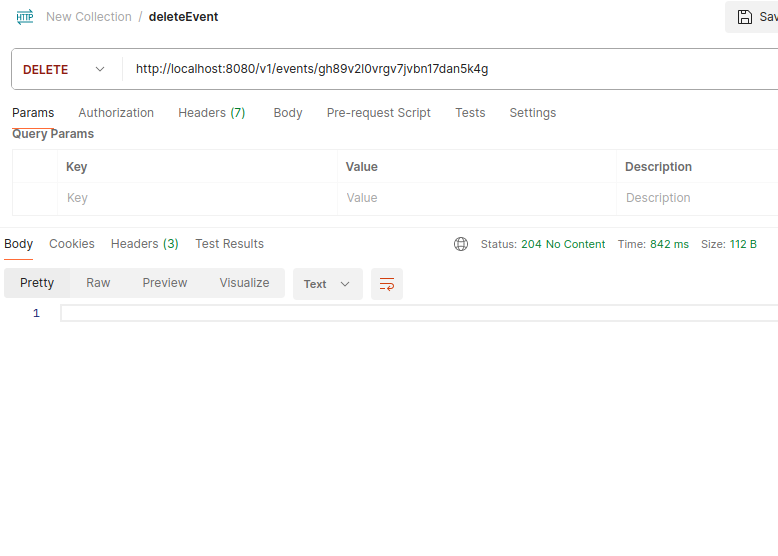 HTTP New Collection / deleteEvent Sav
DELETE http://localhost:8080/v1/events/gh89v2l0vrgv7jvbn17dan5k4g
Params Authorization Headers (7) Body Pre-request Script Tests Settings
Query Params
Key Value Description
Key Value Description
Body Cookies Headers (3) Test Results Status: 204 No Content Time: 842 ms Size: 112 B
Pretty Raw Preview Visualize Text
1